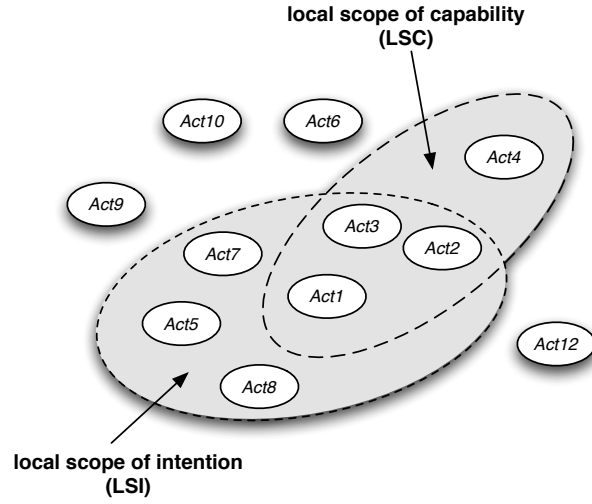 local scope of capability
(LSC)
Act10
Act6
Act4
Act9
Act3
Act7
Act2
Act1
Act5
Act12
Act8
local scope of intention
(LSI)